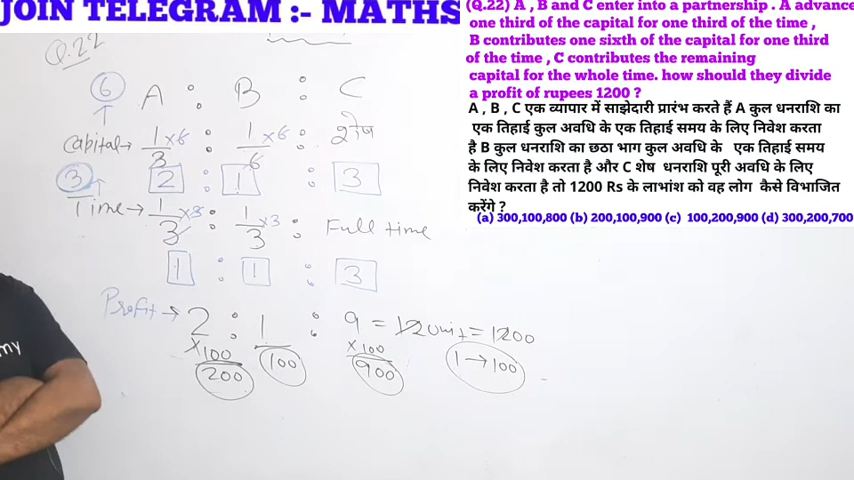 JOIN TELEGRAM :- MATHS
(Q.22) A , B and C enter into a partnership . A advance
one third of the capital for one third of the time ,
B contributes one sixth of the capital for one third
of the time , C contributes the remaining
capital for the whole time. how should they divide
a profit of rupees 1200 ?
A , B , C एक व्यापार में साझेदारी प्रारंभ करते हैं A कुल धनराशि का
एक तिहाई कुल अवधि के एक तिहाई समय के लिए निवेश करता
है B कुल धनराशि का छठा भाग कुल अवधि के एक तिहाई समय
के लिए निवेश करता है और C शेष धनराशि पूरी अवधि के लिए
निवेश करता है तो 1200 Rs के लाभांश को वह लोग कैसे विभाजित
करेंगे ?
(a) 300,100,800 (b) 200,100,900 (c) 100,200,900 (d) 300,200,700
Q.22
6 A : B : C
Capital→ 1/3 ×6 : 1/6 ×6 : शेष
2 : 1 : 3
3
Time→ 1/3 ×3 : 1/3 ×3 : Full time
1 : 1 : 3
Profit→ 2 : 1 : 9 = 12 unit = 1200
×100 100 ×100 1→100
200 900
my